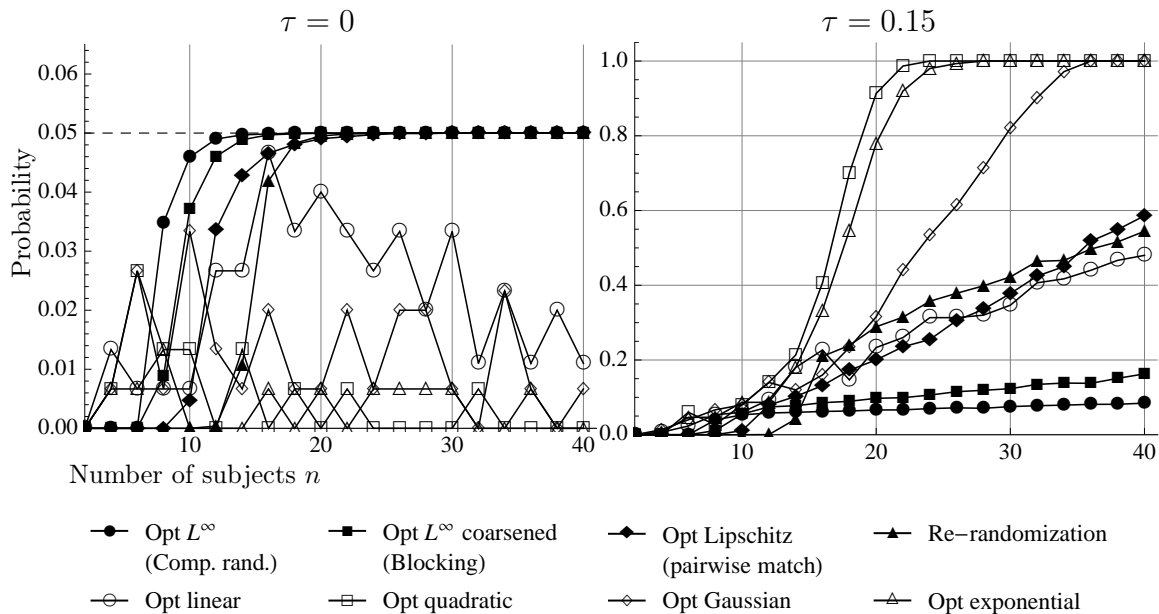 τ = 0
τ = 0.15
0.06
0.05
0.04
0.03
0.02
0.01
0.00
Probability
10
20
30
40
Number of subjects n
1.0
0.8
0.6
0.4
0.2
0.0
10
20
30
40
Opt L∞
(Comp. rand.)
Opt L∞ coarsened
(Blocking)
Opt Lipschitz
(pairwise match)
Re−randomization
Opt linear
Opt quadratic
Opt Gaussian
Opt exponential